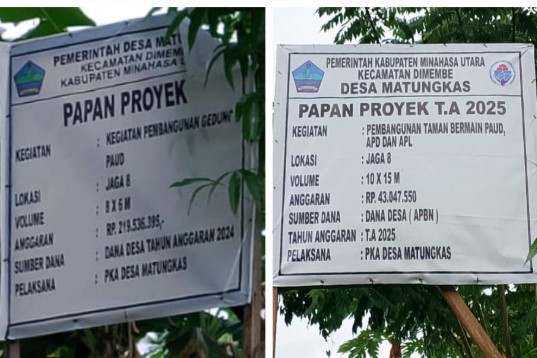 PEMERINTAH DESA
KECAMATAN DIMEMBE
KABUPATEN MINAHASA
PAPAN PROYEK
KEGIATAN : KEGIATAN PEMBANGUNAN GEDUNG
PAUD
LOKASI : JAGA 8
VOLUME : 8 X 6 M
ANGGARAN : RP. 219.536.395,-
SUMBER DANA : DANA DESA TAHUN ANGGARAN 2024
PELAKSANA : PKA DESA MATUNGKAS
PEMERINTAH KABUPATEN MINAHASA UTARA
KECAMATAN DIMEMBE
DESA MATUNGKAS
PAPAN PROYEK T.A 2025
KEGIATAN : PEMBANGUNAN TAMAN BERMAIN PAUD,
APD DAN APL
LOKASI : JAGA 8
VOLUME : 10 X 15 M
ANGGARAN : RP. 43.047.550
SUMBER DANA : DANA DESA ( APBN )
TAHUN ANGGARAN : T.A 2025
PELAKSANA : PKA DESA MATUNGKAS